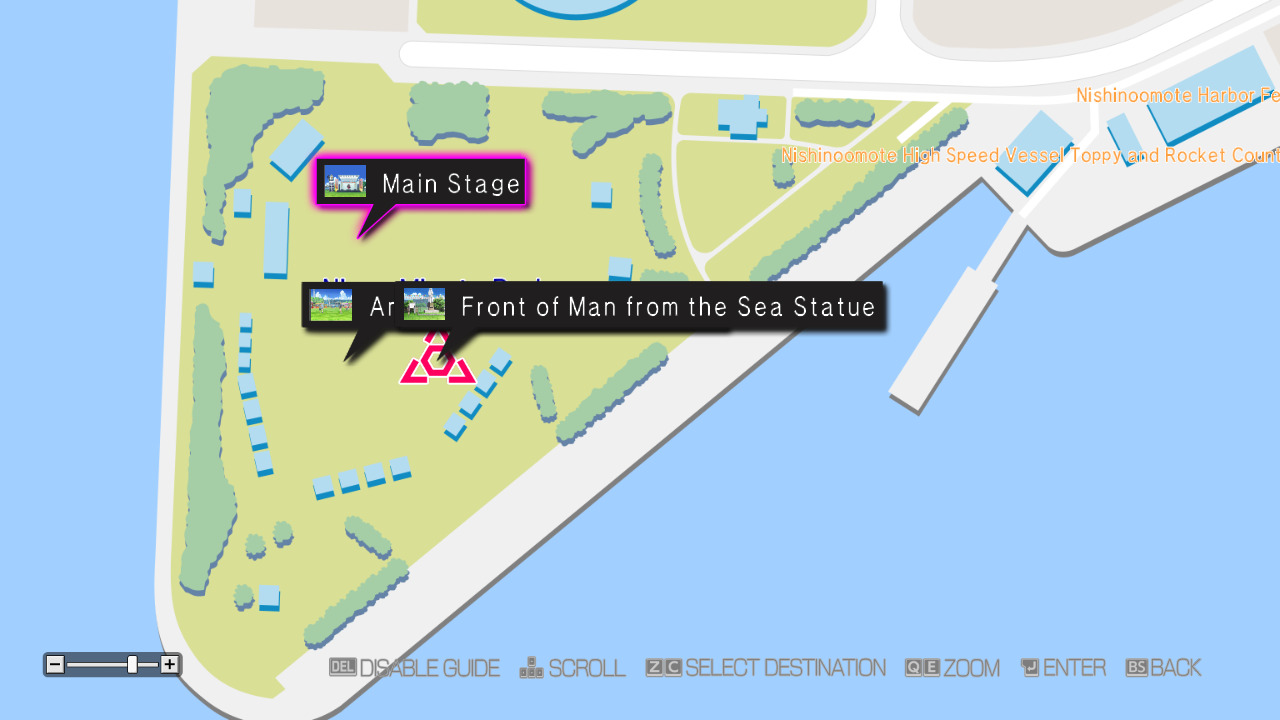 Nishinoomote Harbor Fe
Nishinoomote High Speed Vessel Toppy and Rocket Count
Main Stage
Ar
Front of Man from the Sea Statue
DEL DISABLE GUIDE SCROLL Z C SELECT DESTINATION Q E ZOOM ENTER BS BACK